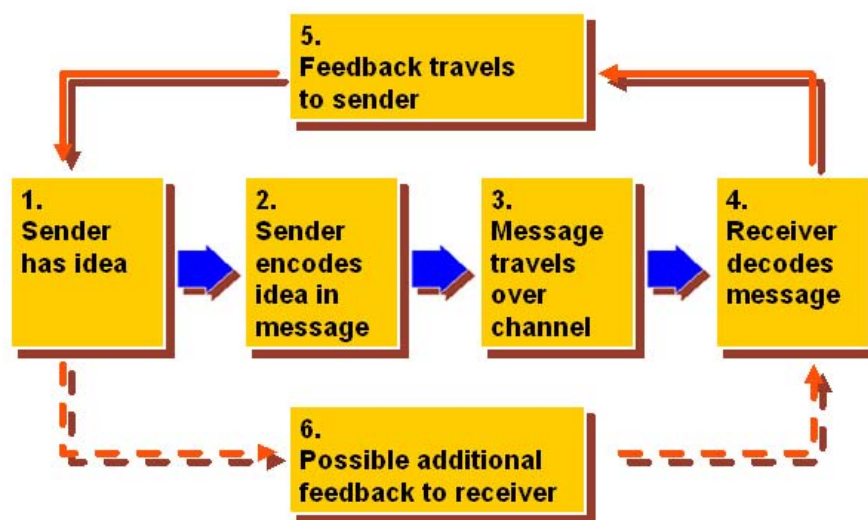 1.
Sender
has idea
2.
Sender
encodes
idea in
message
3.
Message
travels
over
channel
4.
Receiver
decodes
message
5.
Feedback travels
to sender
6.
Possible additional
feedback to receiver